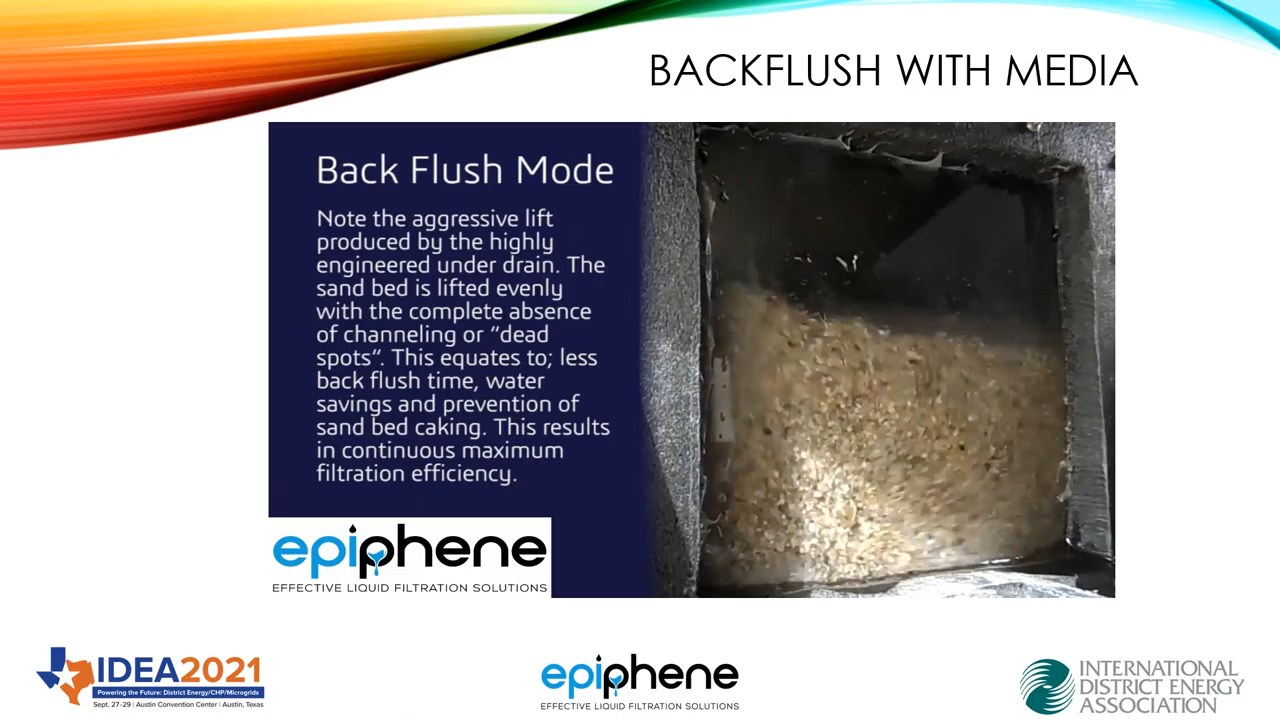 BACKFLUSH WITH MEDIA
Back Flush Mode
Note the aggressive lift
produced by the highly
engineered under drain. The
sand bed is lifted evenly
with the complete absence
of channeling or “dead
spots”. This equates to; less
back flush time, water
savings and prevention of
sand bed caking. This results
in continuous maximum
filtration efficiency.
epiphene
EFFECTIVE LIQUID FILTRATION SOLUTIONS
IDEA2021
Powering the Future: District Energy/CHP/Microgrids
Sept. 27-29 | Austin Convention Center | Austin, Texas
epiphene
EFFECTIVE LIQUID FILTRATION SOLUTIONS
INTERNATIONAL
DISTRICT ENERGY
ASSOCIATION